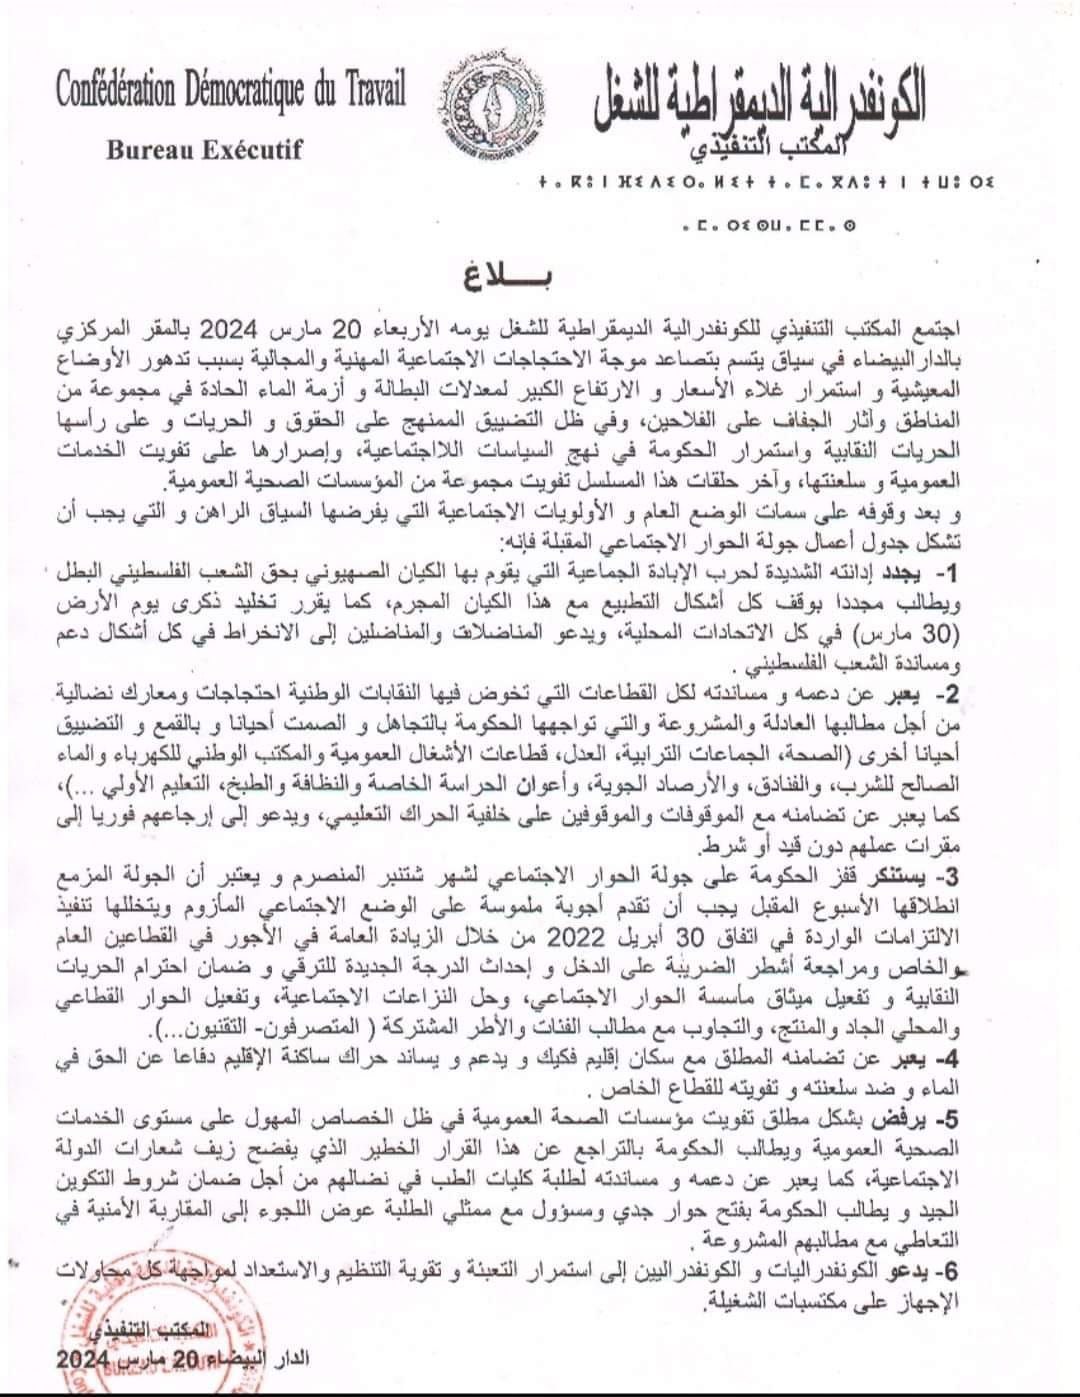 Confédération Démocratique du Travail
Bureau Exécutif
الكونفدرالية الديمقراطية للشغل
المكتب التنفيذي
ⵜ ⴰ ⴽ ⵓ ⵏ ⴼ ⵉ ⴷ ⵉ ⵔ ⴰ ⵍ ⵉ ⵜ ⵜ ⴰ ⵎ ⴰ ⴳ ⴷ ⵓ ⵜ ⵏ ⵜ ⵡ ⵓ ⵔ ⵉ
ⴰ ⵎ ⴰ ⵔ ⵉ ⵙ ⵡ ⴰ ⵎ ⵎ ⴰ ⵙ
بـــلاغ
اجتمع المكتب التنفيذي للكونفدرالية الديمقراطية للشغل يومه الأربعاء 20 مارس 2024 بالمقر المركزي
بالدارالبيضاء في سياق يتسم بتصاعد موجة الاحتجاجات الاجتماعية المهنية والمجالية بسبب تدهور الأوضاع
المعيشية و استمرار غلاء الأسعار و الارتفاع الكبير لمعدلات البطالة و أزمة الماء الحادة في مجموعة من
المناطق وآثار الجفاف على الفلاحين، وفي ظل التضييق الممنهج على الحقوق و الحريات و على رأسها
الحريات النقابية واستمرار الحكومة في نهج السياسات اللااجتماعية، وإصرارها على تفويت الخدمات
العمومية و سلعنتها، وآخر حلقات هذا المسلسل تفويت مجموعة من المؤسسات الصحية العمومية.
و بعد وقوفه على سمات الوضع العام و الأولويات الاجتماعية التي يفرضها السياق الراهن و التي يجب أن
تشكل جدول أعمال جولة الحوار الاجتماعي المقبلة فإنه:
1- يجدد إدانته الشديدة لحرب الإبادة الجماعية التي يقوم بها الكيان الصهيوني بحق الشعب الفلسطيني البطل
ويطالب مجددا بوقف كل أشكال التطبيع مع هذا الكيان المجرم، كما يقرر تخليد ذكرى يوم الأرض
(30 مارس) في كل الاتحادات المحلية، ويدعو المناضلات والمناضلين إلى الانخراط في كل أشكال دعم
ومساندة الشعب الفلسطيني .
2- يعبر عن دعمه و مساندته لكل القطاعات التي تخوض فيها النقابات الوطنية احتجاجات ومعارك نضالية
من أجل مطالبها العادلة والمشروعة والتي تواجهها الحكومة بالتجاهل و الصمت أحيانا و بالقمع و التضييق
أحيانا أخرى (الصحة، الجماعات الترابية، العدل، قطاعات الأشغال العمومية والمكتب الوطني للكهرباء والماء
الصالح للشرب، والفنادق، والأرصاد الجوية، وأعوان الحراسة الخاصة والنظافة والطبخ، التعليم الأولي ...)،
كما يعبر عن تضامنه مع الموقوفات والموقوفين على خلفية الحراك التعليمي، ويدعو إلى إرجاعهم فوريا إلى
مقرات عملهم دون قيد أو شرط.
3- يستنكر قفز الحكومة على جولة الحوار الاجتماعي لشهر شتنبر المنصرم و يعتبر أن الجولة المزمع
انطلاقها الأسبوع المقبل يجب أن تقدم أجوبة ملموسة على الوضع الاجتماعي المأزوم ويتخللها تنفيذ
الالتزامات الواردة في اتفاق 30 أبريل 2022 من خلال الزيادة العامة في الأجور في القطاعين العام
والخاص ومراجعة أشطر الضريبة على الدخل و إحداث الدرجة الجديدة للترقي و ضمان احترام الحريات
النقابية و تفعيل ميثاق مأسسة الحوار الاجتماعي، وحل النزاعات الاجتماعية، وتفعيل الحوار القطاعي
والمحلي الجاد والمنتج، والتجاوب مع مطالب الفئات والأطر المشتركة ( المتصرفون- التقنيون...).
4- يعبر عن تضامنه المطلق مع سكان إقليم فكيك و يدعم و يساند حراك ساكنة الإقليم دفاعا عن الحق في
الماء و ضد سلعنته و تفويته للقطاع الخاص .
5- يرفض بشكل مطلق تفويت مؤسسات الصحة العمومية في ظل الخصاص المهول على مستوى الخدمات
الصحية العمومية ويطالب الحكومة بالتراجع عن هذا القرار الخطير الذي يفضح زيف شعارات الدولة
الاجتماعية، كما يعبر عن دعمه و مساندته لطلبة كليات الطب في نضالهم من أجل ضمان شروط التكوين
الجيد و يطالب الحكومة بفتح حوار جدي ومسؤول مع ممثلي الطلبة عوض اللجوء إلى المقاربة الأمنية في
التعاطي مع مطالبهم المشروعة .
6- يدعو الكونفدراليات و الكونفدراليين إلى استمرار التعبئة و تقوية التنظيم والاستعداد لمواجهة كل محاولات
الإجهاز على مكتسبات الشغيلة.
المكتب التنفيذي
الدار البيضاء 20 مارس 2024